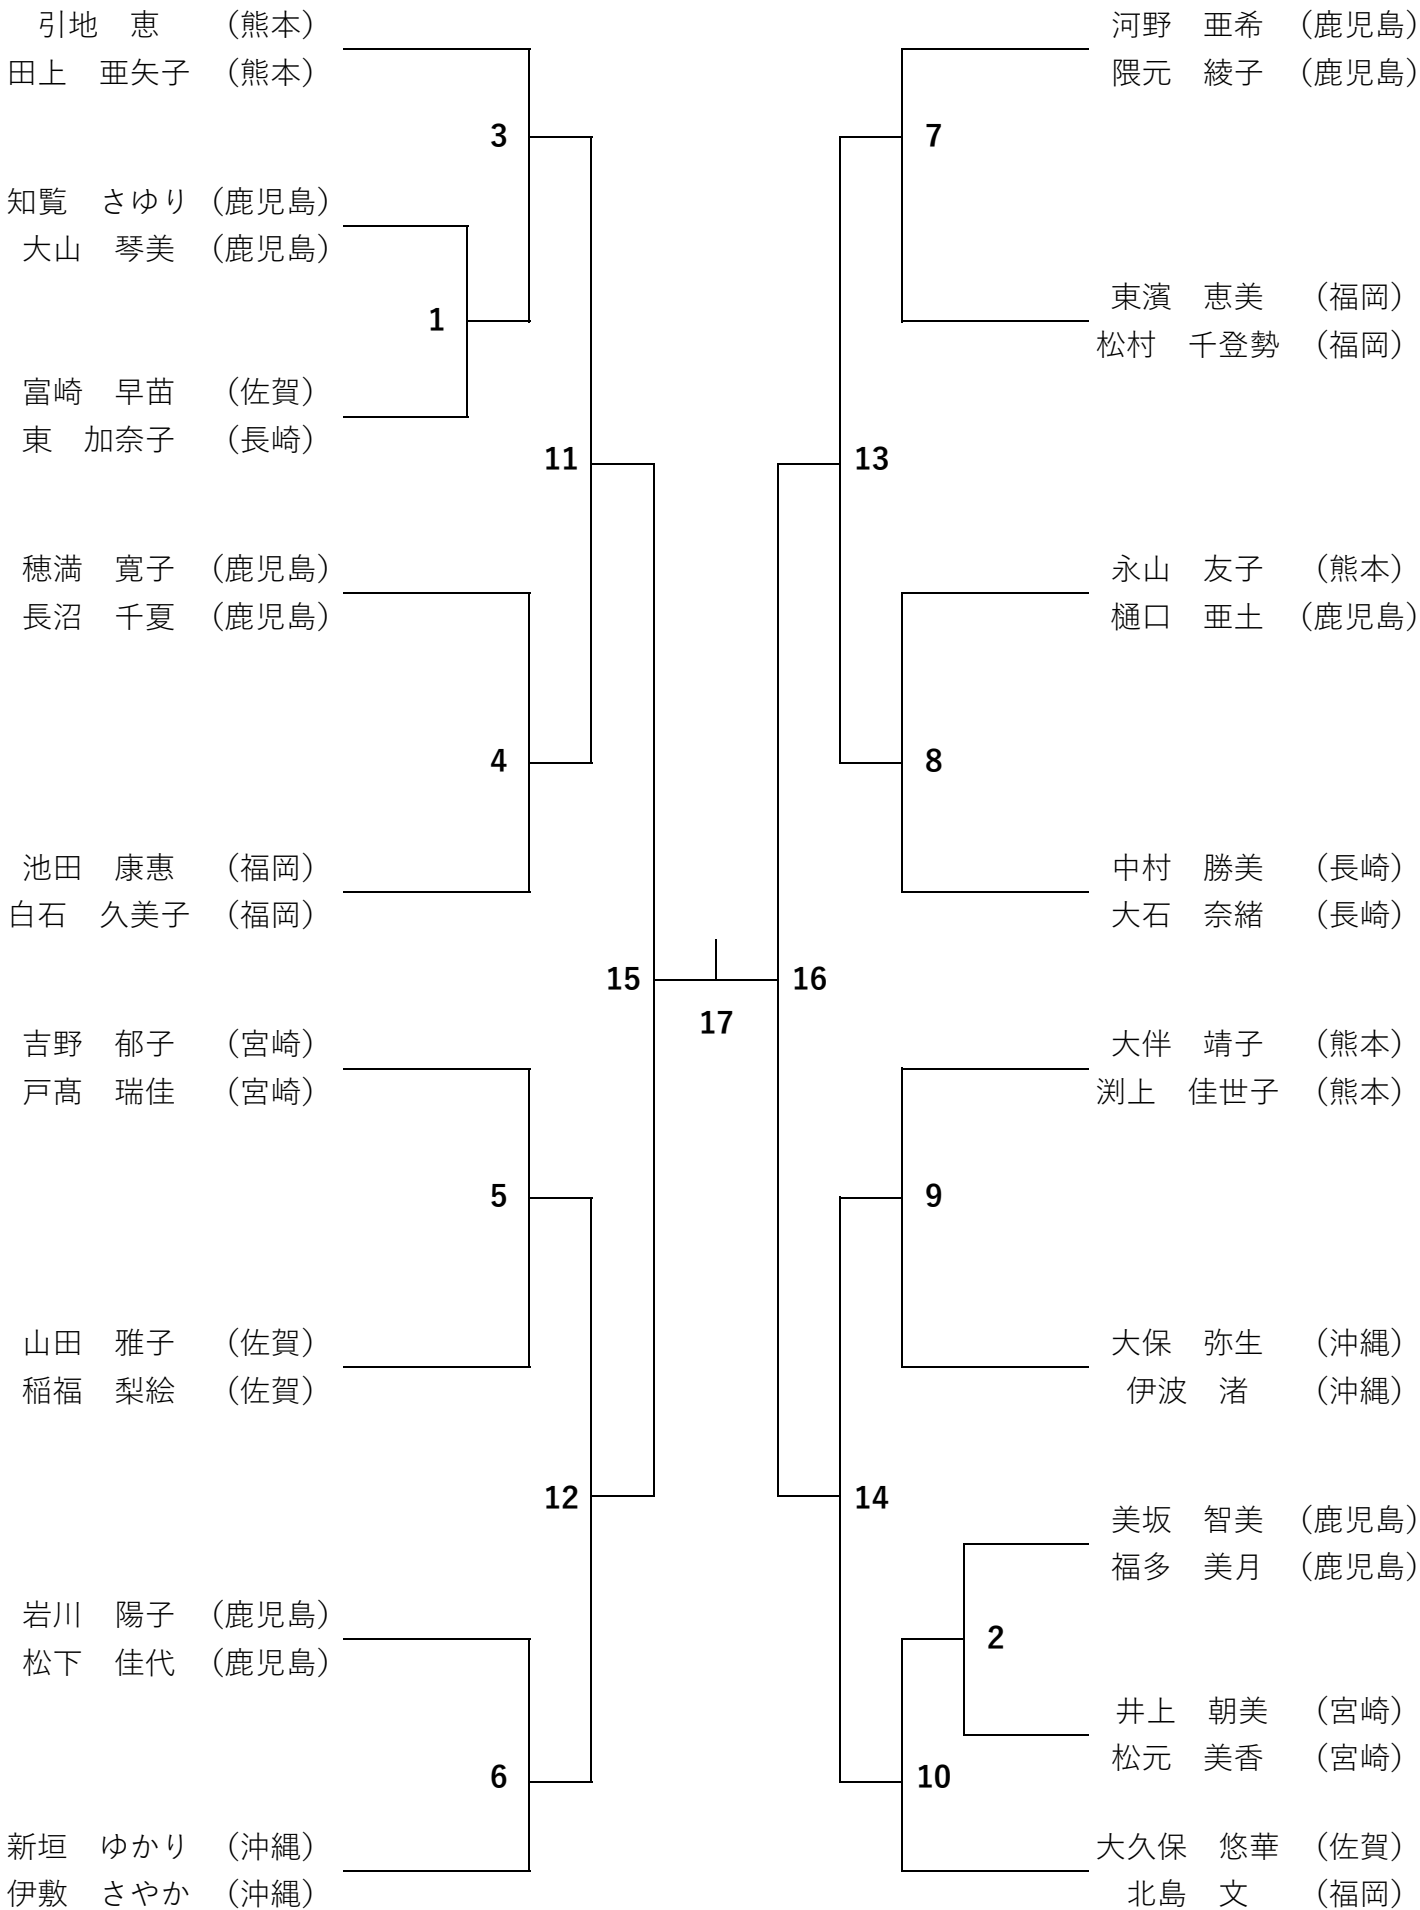 引地　恵　（熊本）
田上　亜矢子　（熊本）
3
知覧　さゆり（鹿児島）
大山　琴美　（鹿児島）
1
富崎　早苗　（佐賀）
東　加奈子　（長崎）
11
穂満　寛子　（鹿児島）
長沼　千夏　（鹿児島）
4
池田　康惠　（福岡）
白石　久美子　（福岡）
15
吉野　郁子　（宮崎）
戸髙　瑞佳　（宮崎）
5
山田　雅子　（佐賀）
稲福　梨絵　（佐賀）
12
岩川　陽子　（鹿児島）
松下　佳代　（鹿児島）
6
新垣　ゆかり　（沖縄）
伊敷　さやか　（沖縄）
17
河野　亜希　（鹿児島）
隈元　綾子　（鹿児島）
7
東濱　恵美　（福岡）
松村　千登勢　（福岡）
13
永山　友子　（熊本）
樋口　亜土　（鹿児島）
8
中村　勝美　（長崎）
大石　奈緒　（長崎）
16
大伴　靖子　（熊本）
渕上　佳世子　（熊本）
9
大保　弥生　（沖縄）
伊波　渚　（沖縄）
14
美坂　智美　（鹿児島）
福多　美月　（鹿児島）
2
井上　朝美　（宮崎）
松元　美香　（宮崎）
10
大久保　悠華　（佐賀）
北島　文　（福岡）